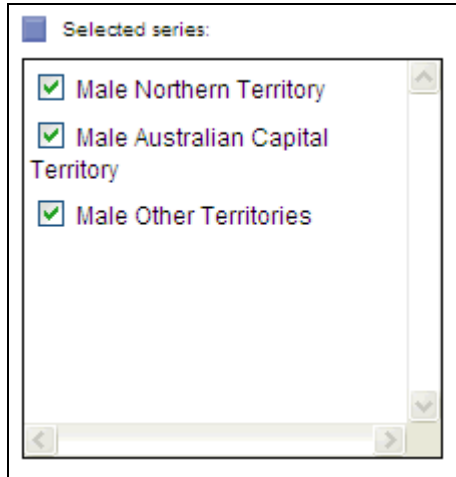 Selected series:
Male Northern Territory
Male Australian Capital
Territory
Male Other Territories